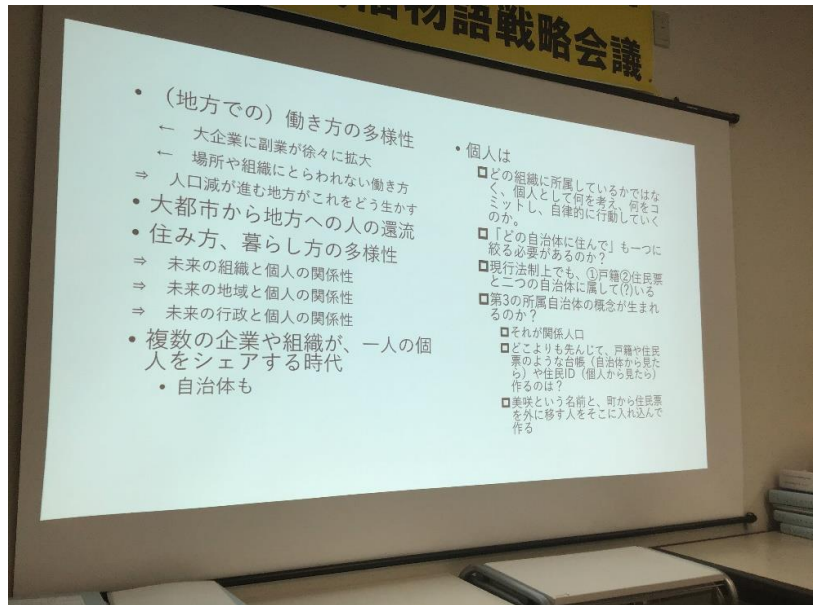 物語戦略会議
• （地方での）働き方の多様性
← 大企業に副業が徐々に拡大
← 場所や組織にとらわれない働き方
⇒ 人口減が進む地方がこれをどう生かす
• 大都市から地方への人の還流
• 住み方、暮らし方の多様性
⇒ 未来の組織と個人の関係性
⇒ 未来の地域と個人の関係性
⇒ 未来の行政と個人の関係性
• 複数の企業や組織が、一人の個
人をシェアする時代
• 自治体も
• 個人は
どの組織に所属しているかではな
く、個人として何を考え、何をコ
ミットし、自律的に行動していく
のか。
「どの自治体に住んで」も一つに
絞る必要があるのか？
現行法制上でも、①戸籍②住民票
と二つの自治体に属して(?)いる
第3の所属自治体の概念が生まれ
るのか？
それが関係人口
どこよりも先んじて、戸籍や住民
票のような台帳（自治体から見た
ら）や住民ID（個人から見たら）
作るのは？
美咲という名前と、町から住民票
を外に移す人をそこに入れ込んで
作る